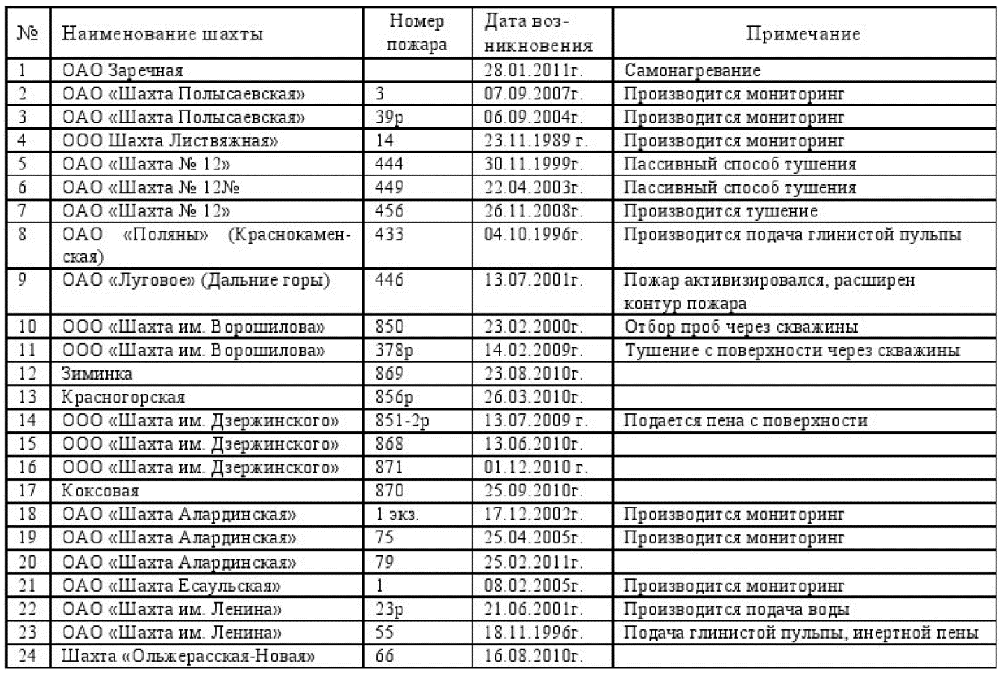 № Наименование шахты Номер пожара Дата воз-никновения Примечание
1 ОАО Заречная 28.01.2011г. Самонагревание
2 ОАО «Шахта Полысаевская» 3 07.09.2007г. Производится мониторинг
3 ОАО «Шахта Полысаевская» 39р 06.09.2004г. Производится мониторинг
4 ООО Шахта Листвяжная» 14 23.11.1989 г. Производится мониторинг
5 ОАО «Шахта № 12» 444 30.11.1999г. Пассивный способ тушения
6 ОАО «Шахта № 12№ 449 22.04.2003г. Пассивный способ тушения
7 ОАО «Шахта № 12» 456 26.11.2008г. Производится тушение
8 ОАО «Поляны» (Краснокамен- 433 04.10.1996г. Производится подача глинистой пульпы
ская)
9 ОАО «Луговое» (Дальние горы) 446 13.07.2001г. Пожар активизировался, расширен
контур пожара
10 ООО «Шахта им. Ворошилова» 850 23.02.2000г. Отбор проб через скважины
11 ООО «Шахта им. Ворошилова» 378р 14.02.2009г. Тушение с поверхности через скважины
12 Зиминка 869 23.08.2010г.
13 Красногорская 856р 26.03.2010г.
14 ООО «Шахта им. Дзержинского» 851-2р 13.07.2009 г. Подается пена с поверхности
15 ООО «Шахта им. Дзержинского» 868 13.06.2010г.
16 ООО «Шахта им. Дзержинского» 871 01.12.2010 г.
17 Коксовая 870 25.09.2010г.
18 ОАО «Шахта Алардинская» 1 экз. 17.12.2002г. Производится мониторинг
19 ОАО «Шахта Алардинская» 75 25.04.2005г. Производится мониторинг
20 ОАО «Шахта Алардинская» 79 25.02.2011г.
21 ОАО «Шахта Есаульская» 1 08.02.2005г. Производится мониторинг
22 ОАО «Шахта им. Ленина» 23р 21.06.2001г. Производится подача воды
23 ОАО «Шахта им. Ленина» 55 18.11.1996г. Подача глинистой пульпы, инертной пены
24 Шахта «Ольжерасская-Новая» 66 16.08.2010г.